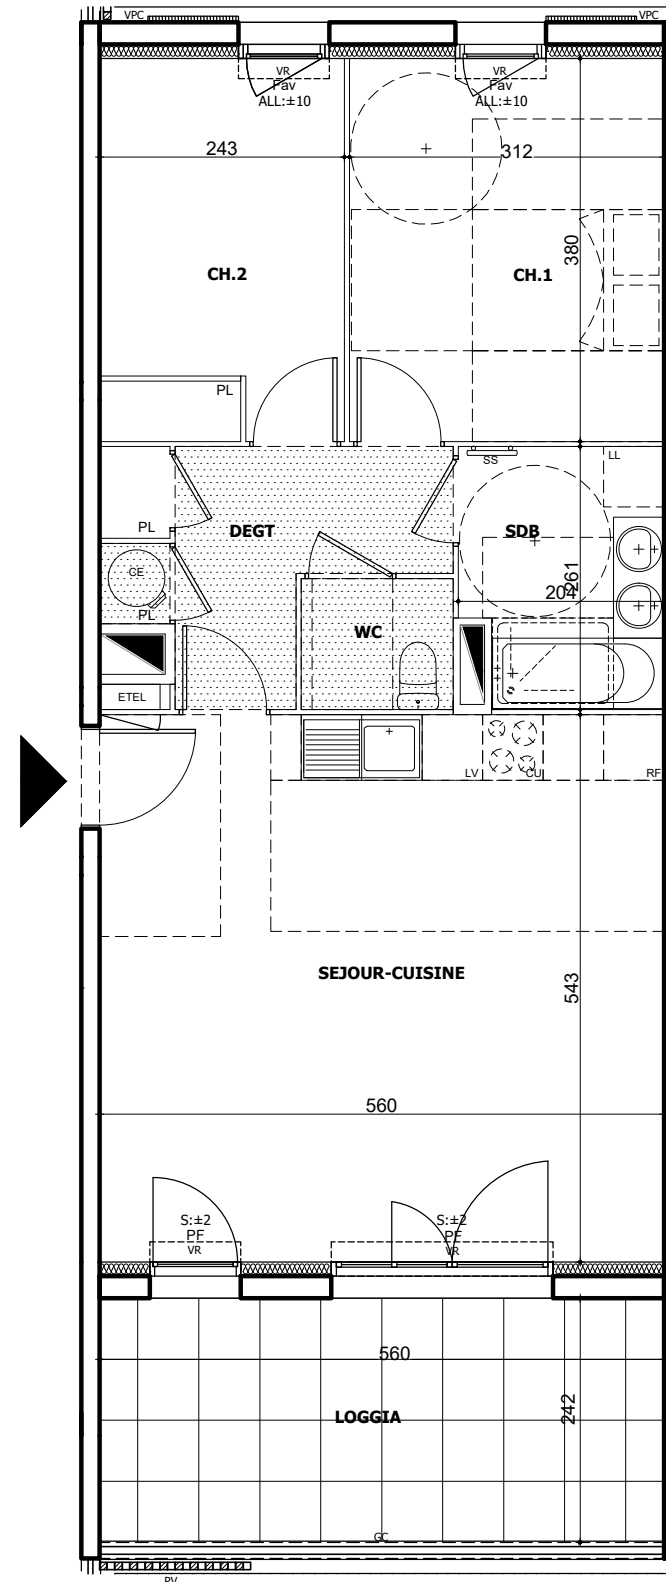 VPC
VPC
VR
Fav
ALL:±10
VR
Fav
ALL:±10
243
312
380
CH.2
CH.1
PL
SS
LL
PL
DEGT
SDB
CE
261
204
PL
WC
ETEL
LV
CU
RF
SEJOUR-CUISINE
543
560
S:±2
PF
VR
S:±2
PF
VR
560
LOGGIA
242
GC
PV